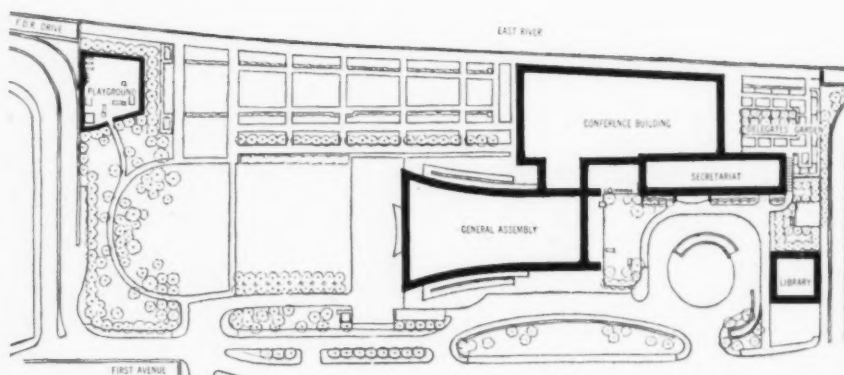 F.D.R. DRIVE
EAST RIVER
PLAYGROUND
CONFERENCE BUILDING
DELEGATES GARDEN
SECRETARIAT
GENERAL ASSEMBLY
LIBRARY
FIRST AVENUE